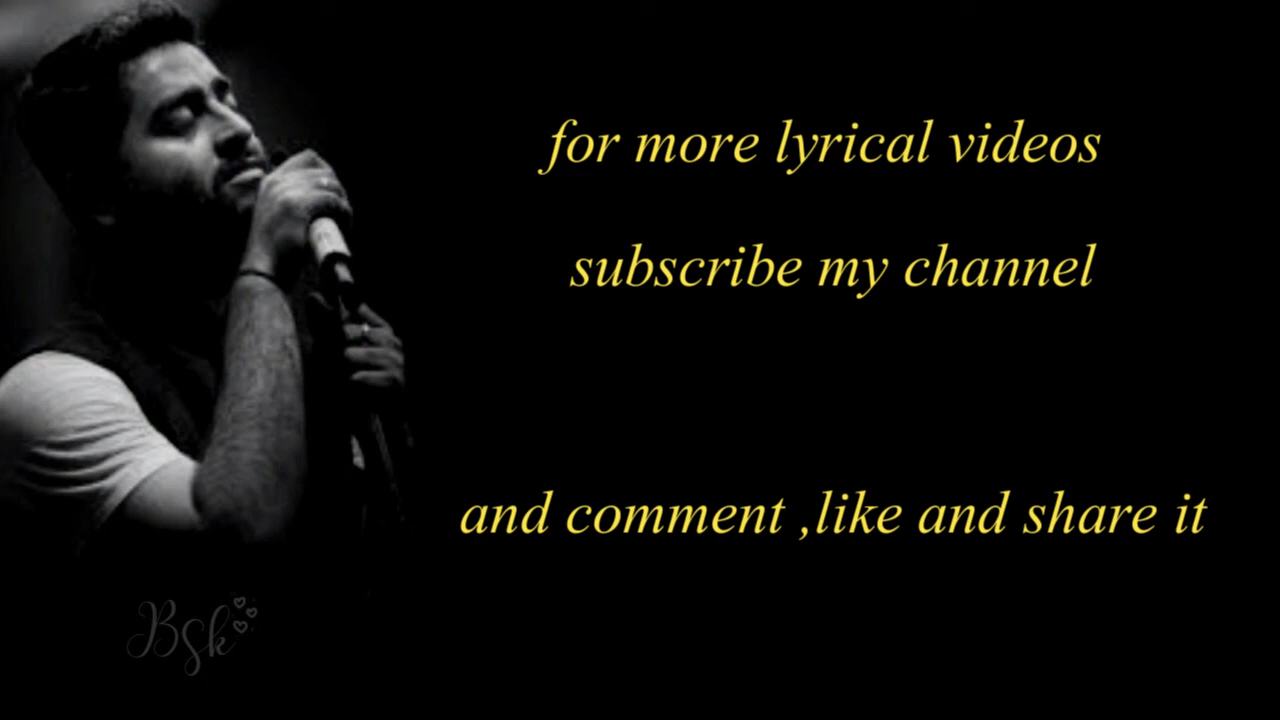 for more lyrical videos
subscribe my channel
and comment ,like and share it
BSk